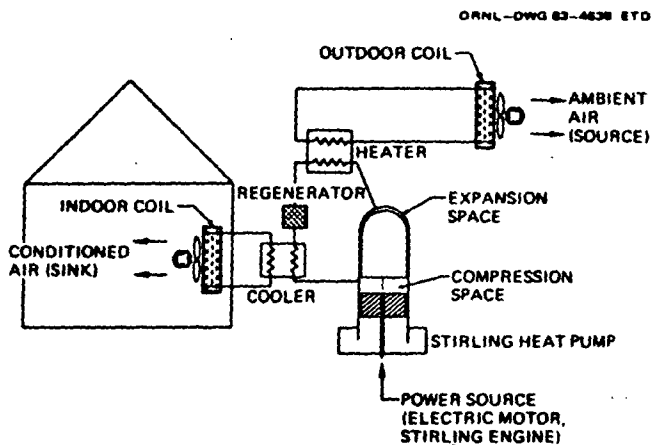 ORNL-DWG 83-4638 ETD
OUTDOOR COIL
AMBIENT
AIR
(SOURCE)
HEATER
REGENERATOR
EXPANSION
SPACE
INDOOR COIL
CONDITIONED
AIR (SINK)
COOLER
COMPRESSION
SPACE
STIRLING HEAT PUMP
POWER SOURCE
(ELECTRIC MOTOR,
STIRLING ENGINE)